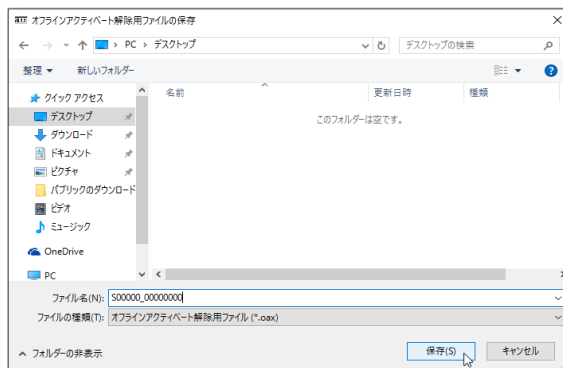 オフラインアクティベート解除用ファイルの保存
PC > デスクトップ
デスクトップの検索
整理 新しいフォルダー
クイック アクセス
デスクトップ
ダウンロード
ドキュメント
ピクチャ
パブリックのダウンロード
ビデオ
ミュージック
OneDrive
PC
名前 更新日時 種類
このフォルダーは空です。
ファイル名(N): S00000_00000000
ファイルの種類(T): オフラインアクティベート解除用ファイル (*.oax)
フォルダーの非表示
保存(S) キャンセル